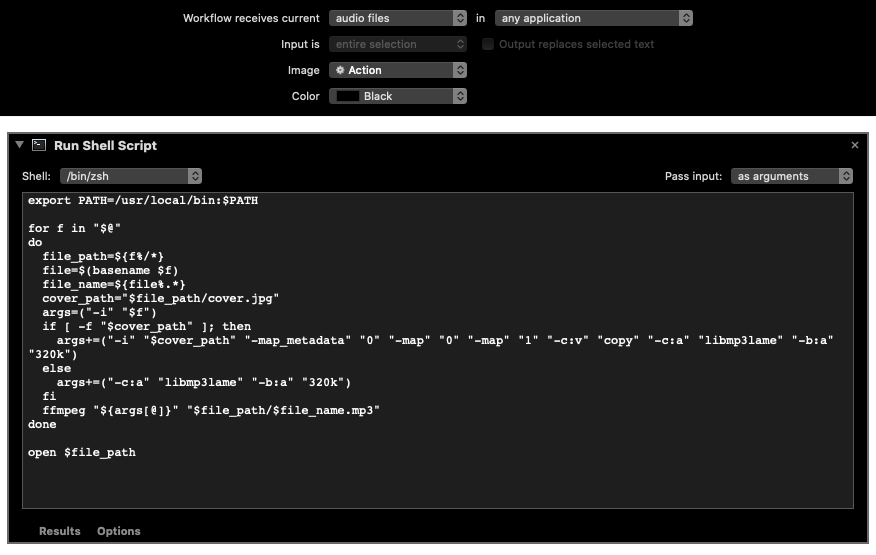 Workflow receives current audio files in any application
Input is entire selection Output replaces selected text
Image Action
Color Black
Run Shell Script
Shell: /bin/zsh Pass input: as arguments
export PATH=/usr/local/bin:$PATH
for f in "$@"
do
file_path=${f%/*}
file=$(basename $f)
file_name=${file%.*}
cover_path="$file_path/cover.jpg"
args=("-i" "$f")
if [ -f "$cover_path" ]; then
args+=("-i" "$cover_path" "-map_metadata" "0" "-map" "0" "-map" "1" "-c:v" "copy" "-c:a" "libmp3lame" "-b:a"
"320k")
else
args+=("-c:a" "libmp3lame" "-b:a" "320k")
fi
ffmpeg "${args[@]}" "$file_path/$file_name.mp3"
done
open $file_path
Results Options